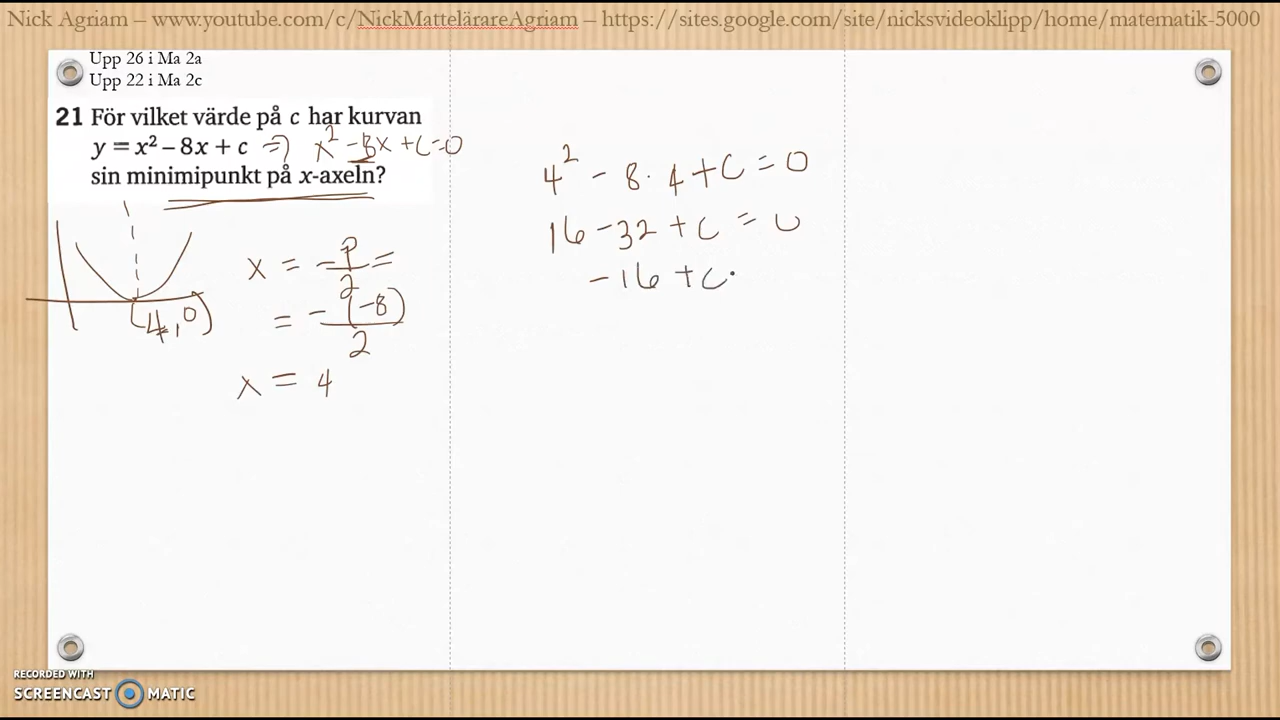 Nick Agriam – www.youtube.com/c/NickMattelärareAgriam – https://sites.google.com/site/nicksvideoklipp/home/matematik-5000
Upp 26 i Ma 2a
Upp 22 i Ma 2c
21 För vilket värde på c har kurvan
y = x² – 8x + c ⇒ x² - 8x + c = 0
sin minimipunkt på x-axeln?
(4,0)
x = -p/2 =
= -(-8)/2
x = 4
4² - 8 · 4 + c = 0
16 - 32 + c = 0
-16 + c
RECORDED WITH
SCREENCAST MATIC